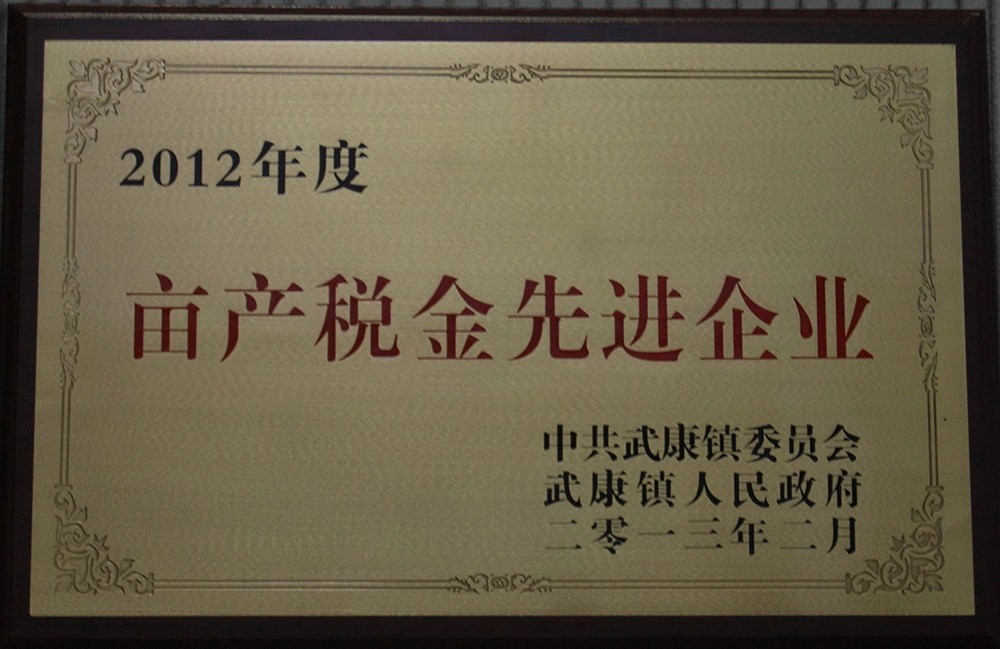 2012年度
亩产税金先进企业
中共武康镇委员会
武康镇人民政府
二零一三年二月